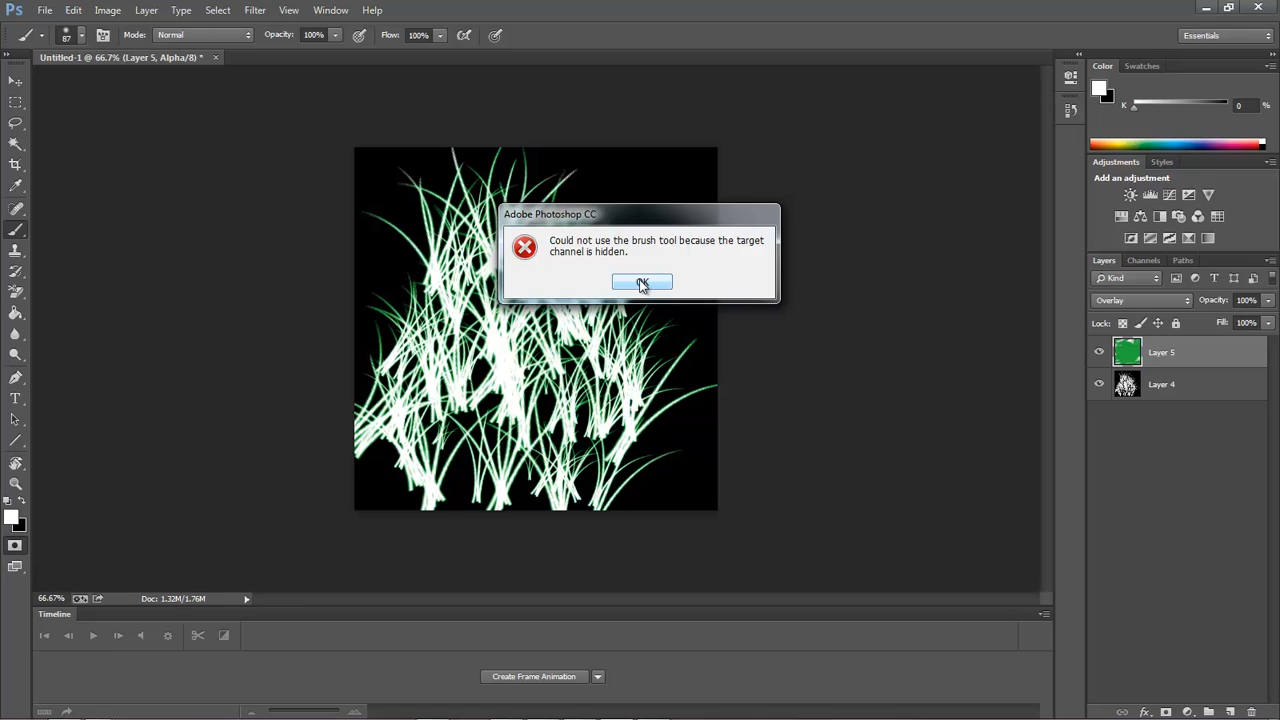 Ps File Edit Image Layer Type Select Filter 3D View Window Help
87 Mode: Normal Opacity: 100% Flow: 100% Essentials
Untitled-1 @ 66.7% (Layer 5, Alpha/8) * ×
Color Swatches
K 0 %
Adjustments Styles
Add an adjustment
Adobe Photoshop CC
Could not use the brush tool because the target
channel is hidden.
OK
Layers Channels Paths
Kind
Overlay Opacity: 100%
Lock: Fill: 100%
Layer 5
Layer 4
66.67% Doc: 1.32M/1.76M
Timeline
Create Frame Animation